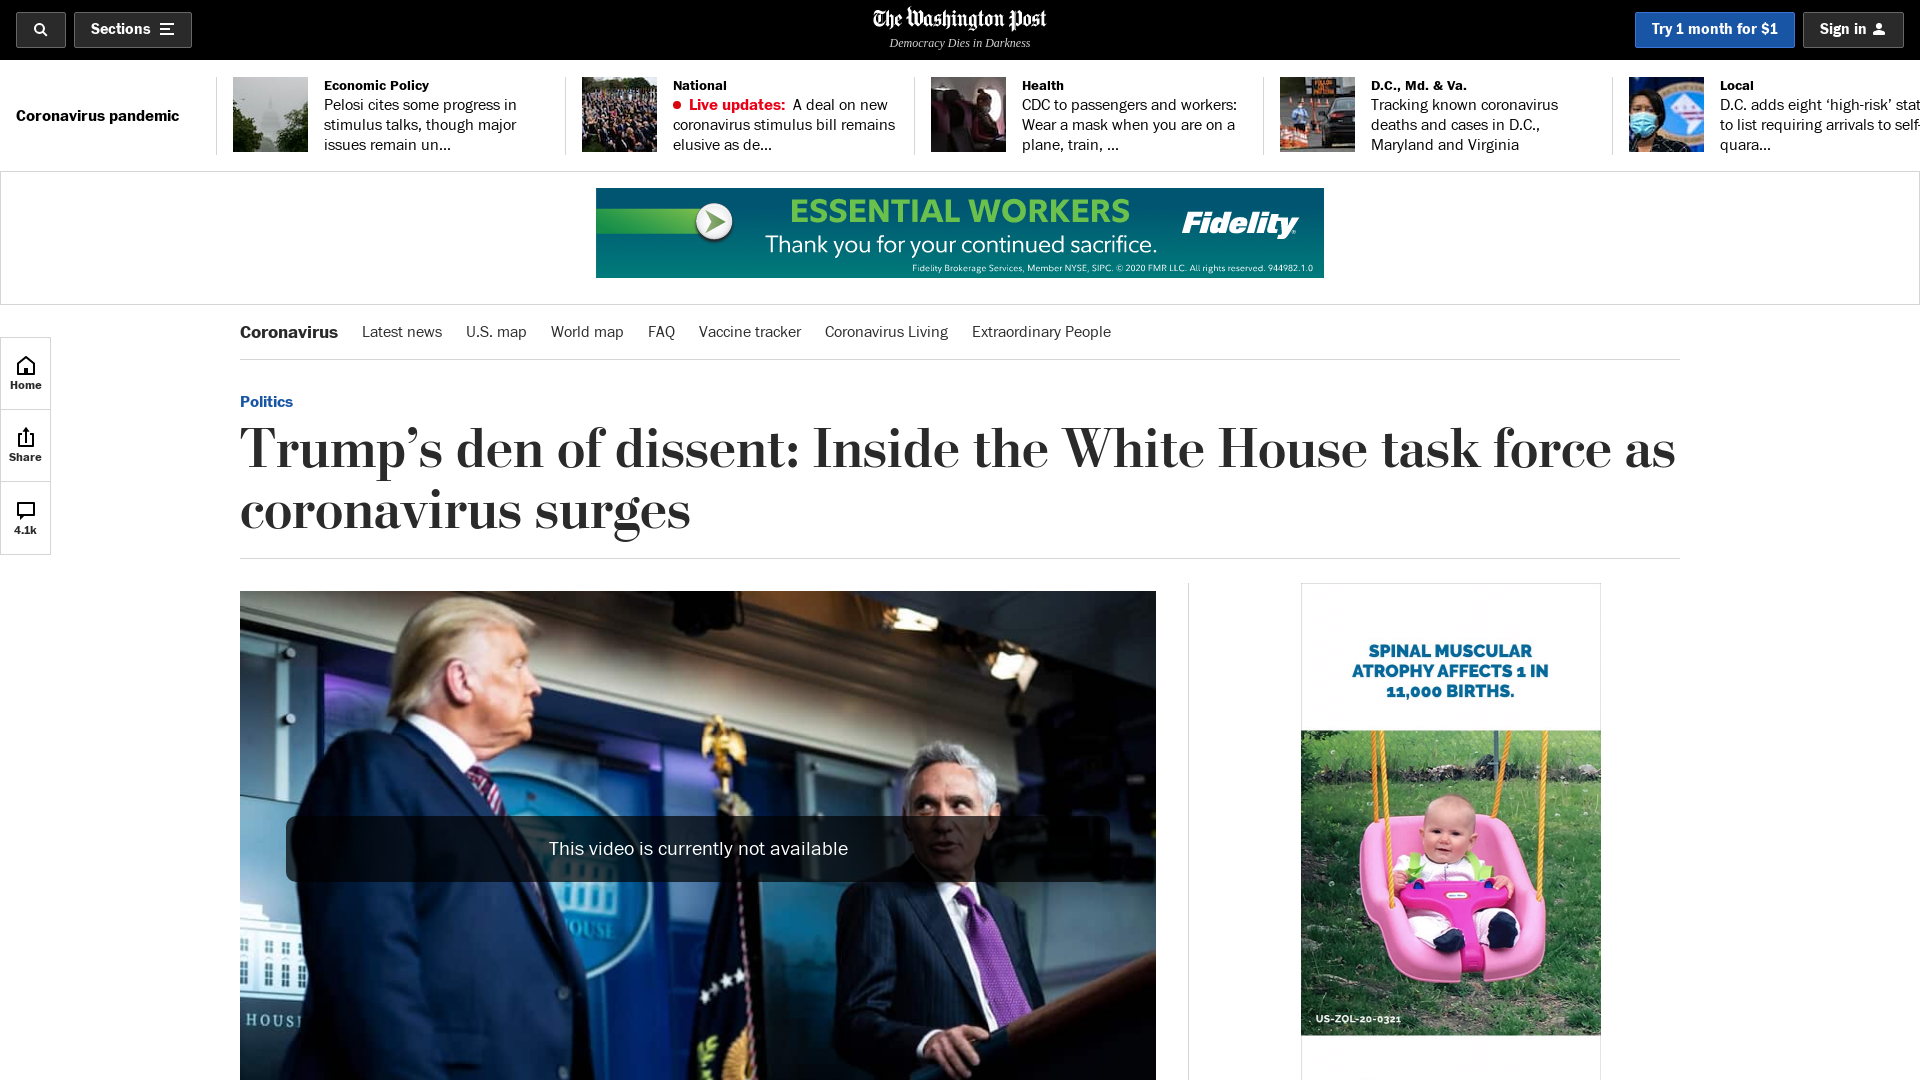 Sections
The Washington Post
Democracy Dies in Darkness
Try 1 month for $1
Sign in
Coronavirus pandemic
Economic Policy
Pelosi cites some progress in
stimulus talks, though major
issues remain un...
National
Live updates: A deal on new
coronavirus stimulus bill remains
elusive as de...
Health
CDC to passengers and workers:
Wear a mask when you are on a
plane, train, ...
D.C., Md. & Va.
Tracking known coronavirus
deaths and cases in D.C.,
Maryland and Virginia
Local
D.C. adds eight ‘high-risk’ stat
to list requiring arrivals to self-
quara...
ESSENTIAL WORKERS
Thank you for your continued sacrifice.
Fidelity
Fidelity Brokerage Services, Member NYSE, SIPC. © 2020 FMR LLC. All rights reserved. 944982.1.0
Coronavirus Latest news U.S. map World map FAQ Vaccine tracker Coronavirus Living Extraordinary People
Home
Share
4.1k
Politics
Trump’s den of dissent: Inside the White House task force as
coronavirus surges
This video is currently not available
HOUSE
HOUS
SPINAL MUSCULAR
ATROPHY AFFECTS 1 IN
11,000 BIRTHS.
US-ZOL-20-0321